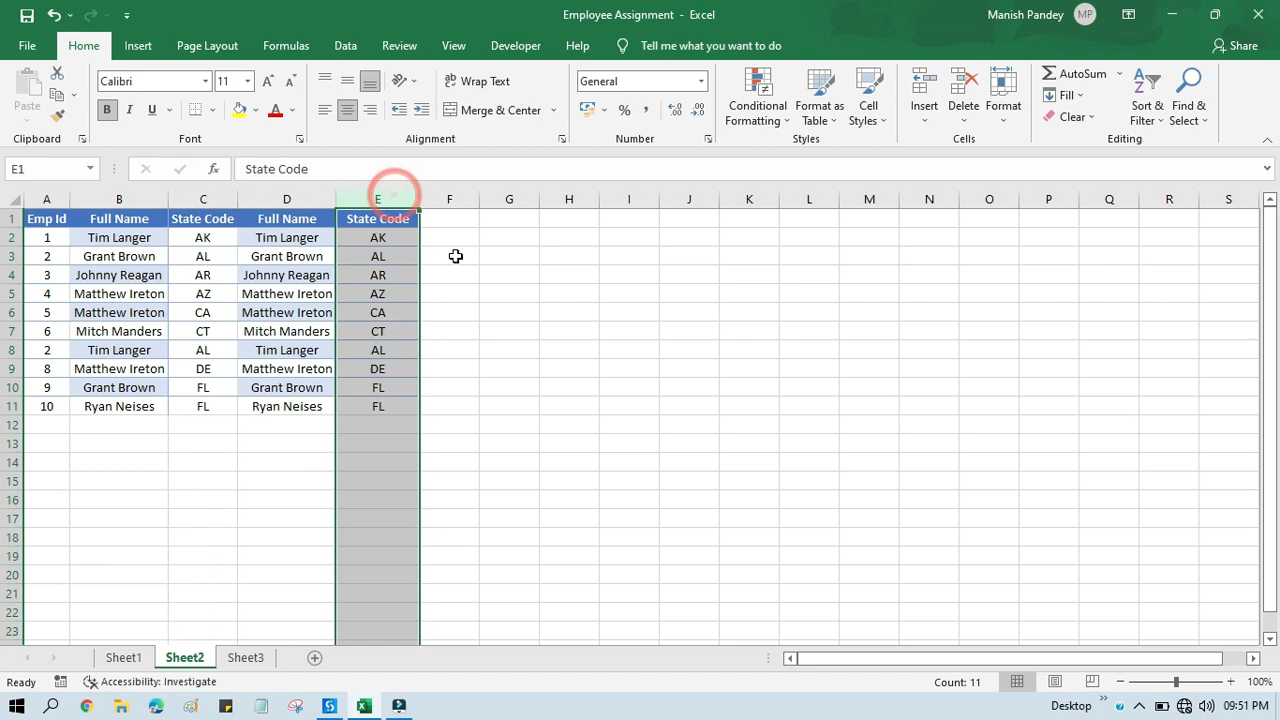 Employee Assignment - Excel
Manish Pandey MP
File Home Insert Page Layout Formulas Data Review View Developer Help Tell me what you want to do Share
Paste Calibri 11 Wrap Text General Conditional Formatting Format as Table Cell Styles Insert Delete Format AutoSum Sort & Filter Find & Select
B I U Merge & Center % , Fill
Clear
Clipboard Font Alignment Number Styles Cells Editing
E1 fx State Code
A B C D E F G H I J K L M N O P Q R S
1 Emp Id Full Name State Code Full Name State Code
2 1 Tim Langer AK Tim Langer AK
3 2 Grant Brown AL Grant Brown AL
4 3 Johnny Reagan AR Johnny Reagan AR
5 4 Matthew Ireton AZ Matthew Ireton AZ
6 5 Matthew Ireton CA Matthew Ireton CA
7 6 Mitch Manders CT Mitch Manders CT
8 2 Tim Langer AL Tim Langer AL
9 8 Matthew Ireton DE Matthew Ireton DE
10 9 Grant Brown FL Grant Brown FL
11 10 Ryan Neises FL Ryan Neises FL
12
13
14
15
16
17
18
19
20
21
22
23
Sheet1 Sheet2 Sheet3
Ready Accessibility: Investigate Count: 11 100%
Desktop 09:51 PM